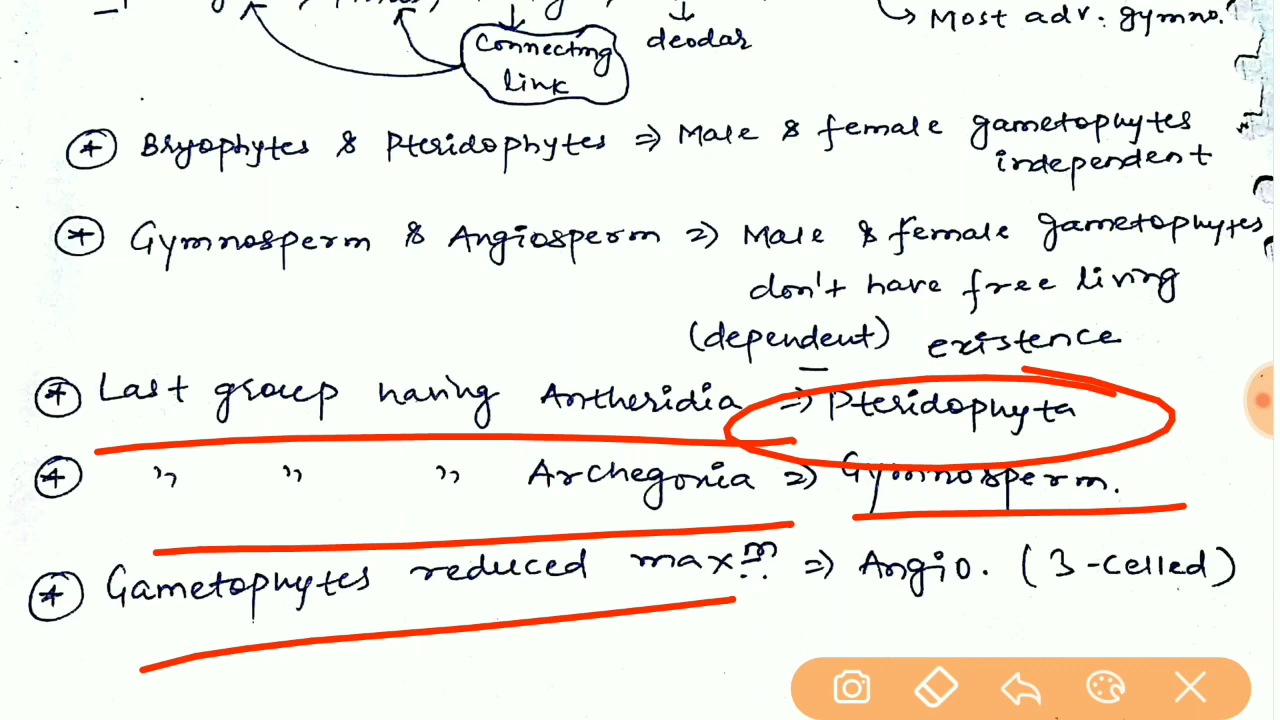 Connecting link
deodar
↳ Most adv. gymno.
* Bryophytes & Pteridophytes ⇒ Male & female gametophytes
independent
* Gymnosperm & Angiosperm ⇒ Male & female gametophytes
don't have free living
(dependent) existence
* Last group having Antheridia ⇒ Pteridophyta
* ,, ,, ,, Archegonia ⇒ Gymnosperm.
* Gametophytes reduced maxm ⇒ Angio. (3-celled)